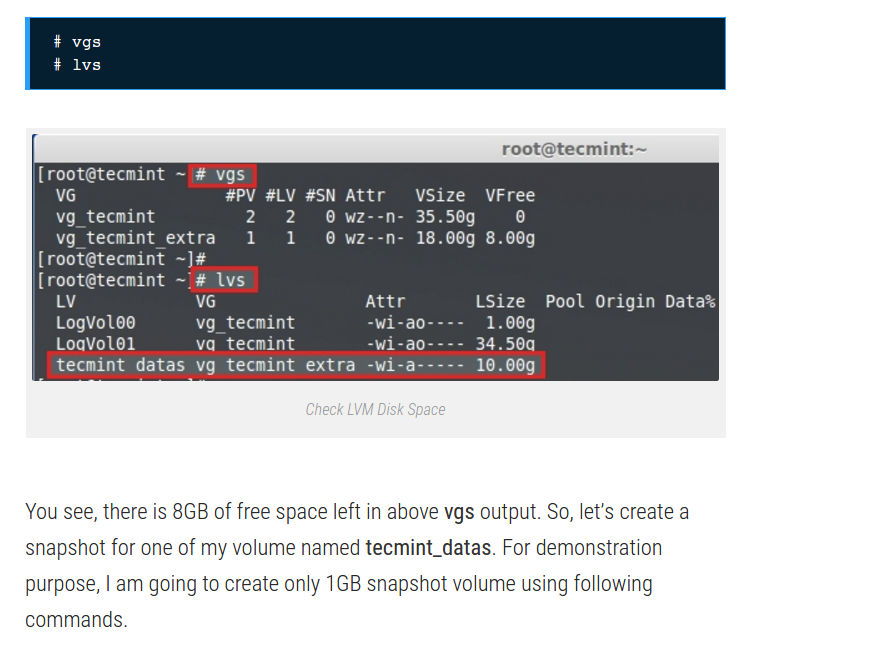 # vgs
# lvs
root@tecmint:~
[root@tecmint ~]# vgs
VG #PV #LV #SN Attr VSize VFree
vg_tecmint 2 2 0 wz--n- 35.50g 0
vg_tecmint_extra 1 1 0 wz--n- 18.00g 8.00g
[root@tecmint ~]#
[root@tecmint ~]# lvs
LV VG Attr LSize Pool Origin Data%
LogVol00 vg_tecmint -wi-ao---- 1.00g
LogVol01 vg_tecmint -wi-ao---- 34.50g
tecmint_datas vg_tecmint_extra -wi-a----- 10.00g
Check LVM Disk Space
You see, there is 8GB of free space left in above vgs output. So, let’s create a
snapshot for one of my volume named tecmint_datas. For demonstration
purpose, I am going to create only 1GB snapshot volume using following
commands.